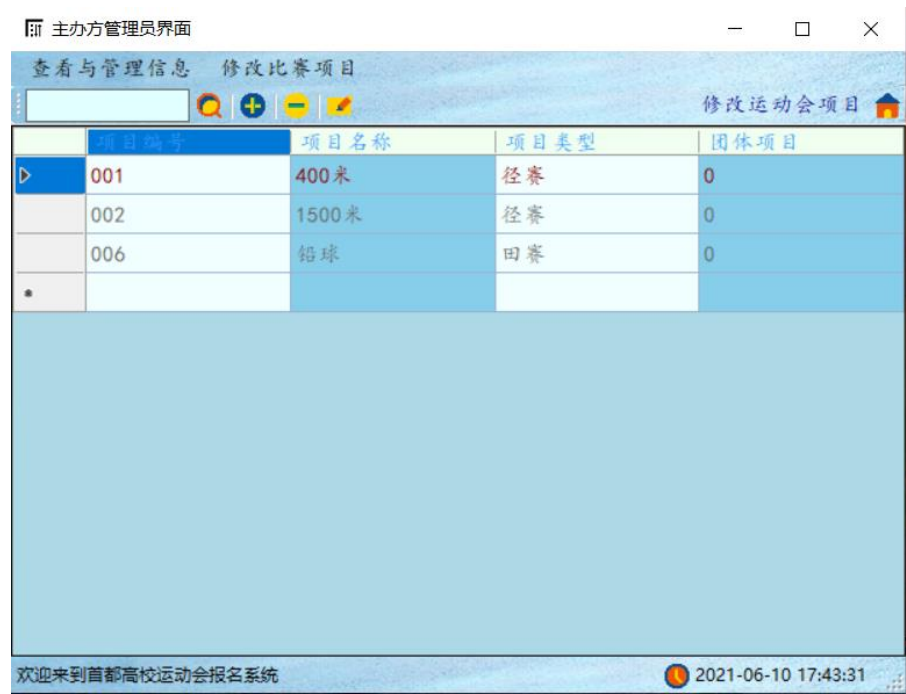 主办方管理员界面
查看与管理信息 修改比赛项目
修改运动会项目
项目编号 项目名称 项目类型 团体项目
001 400米 径赛 0
002 1500米 径赛 0
006 铅球 田赛 0
欢迎来到首都高校运动会报名系统 2021-06-10 17:43:31